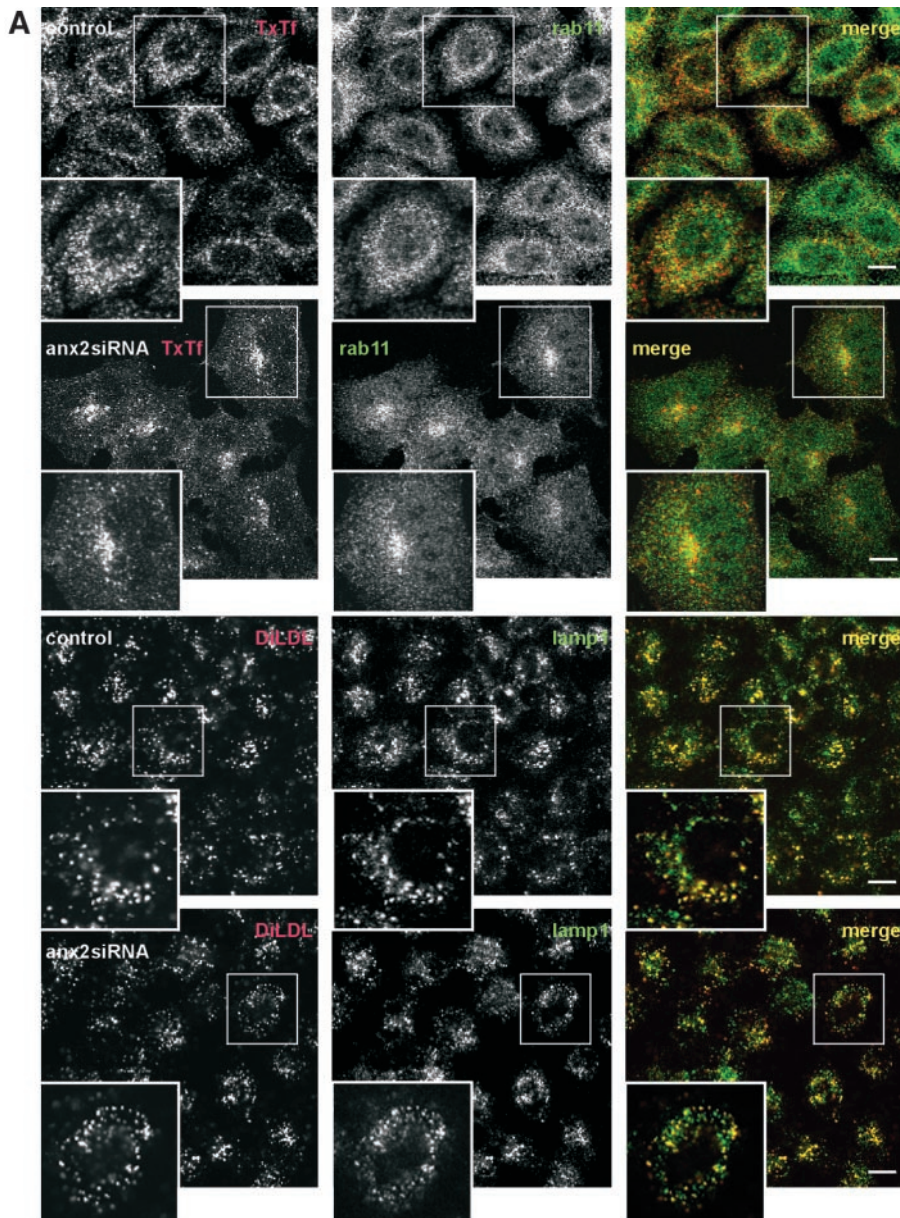 A
control TxTf rab11 merge
anx2siRNA TxTf rab11 merge
control DiLDL lamp1 merge
anx2siRNA DiLDL lamp1 merge